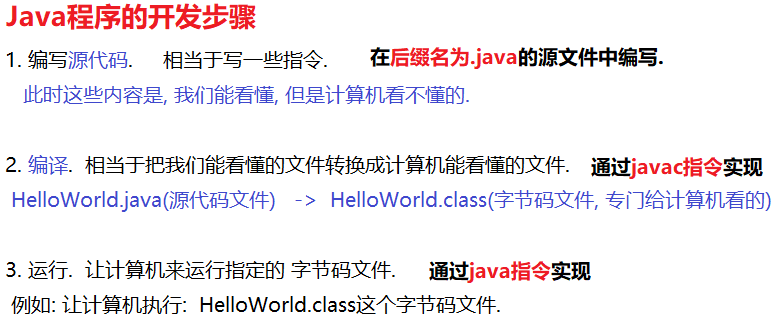 Java程序的开发步骤
1. 编写源代码. 相当于写一些指令. 在后缀名为.java的源文件中编写.
此时这些内容是, 我们能看懂, 但是计算机看不懂的.
2. 编译. 相当于把我们能看懂的文件转换成计算机能看懂的文件. 通过javac指令实现
HelloWorld.java(源代码文件) -> HelloWorld.class(字节码文件, 专门给计算机看的)
3. 运行. 让计算机来运行指定的 字节码文件. 通过java指令实现
例如: 让计算机执行: HelloWorld.class这个字节码文件.